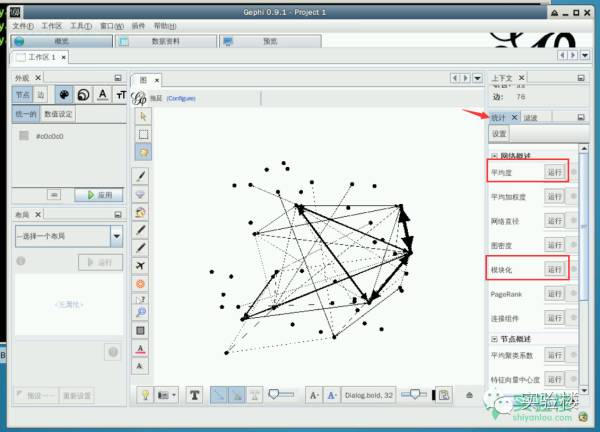 Gephi 0.9.1 - Project 1
文件(F) 工作区 工具(T) 窗口(W) 插件 帮助(H)
概览 数据资料 预览
工作区 1
外观
节点 边
统一的 数值设定
#c0c0c0
应用
布局
---选择一个布局
运行
<无属性>
预设... 重新设置
图
拖延 (Configure)
Dialog.bold, 32
上下文
边: 76
统计 滤波
设置
网络概述
平均度 运行
平均加权度 运行
网络直径 运行
图密度 运行
模块化 运行
PageRank 运行
连接组件 运行
节点概述
平均聚类系数 运行
特征向量中心度 运行
实验楼
shiyanlou.com